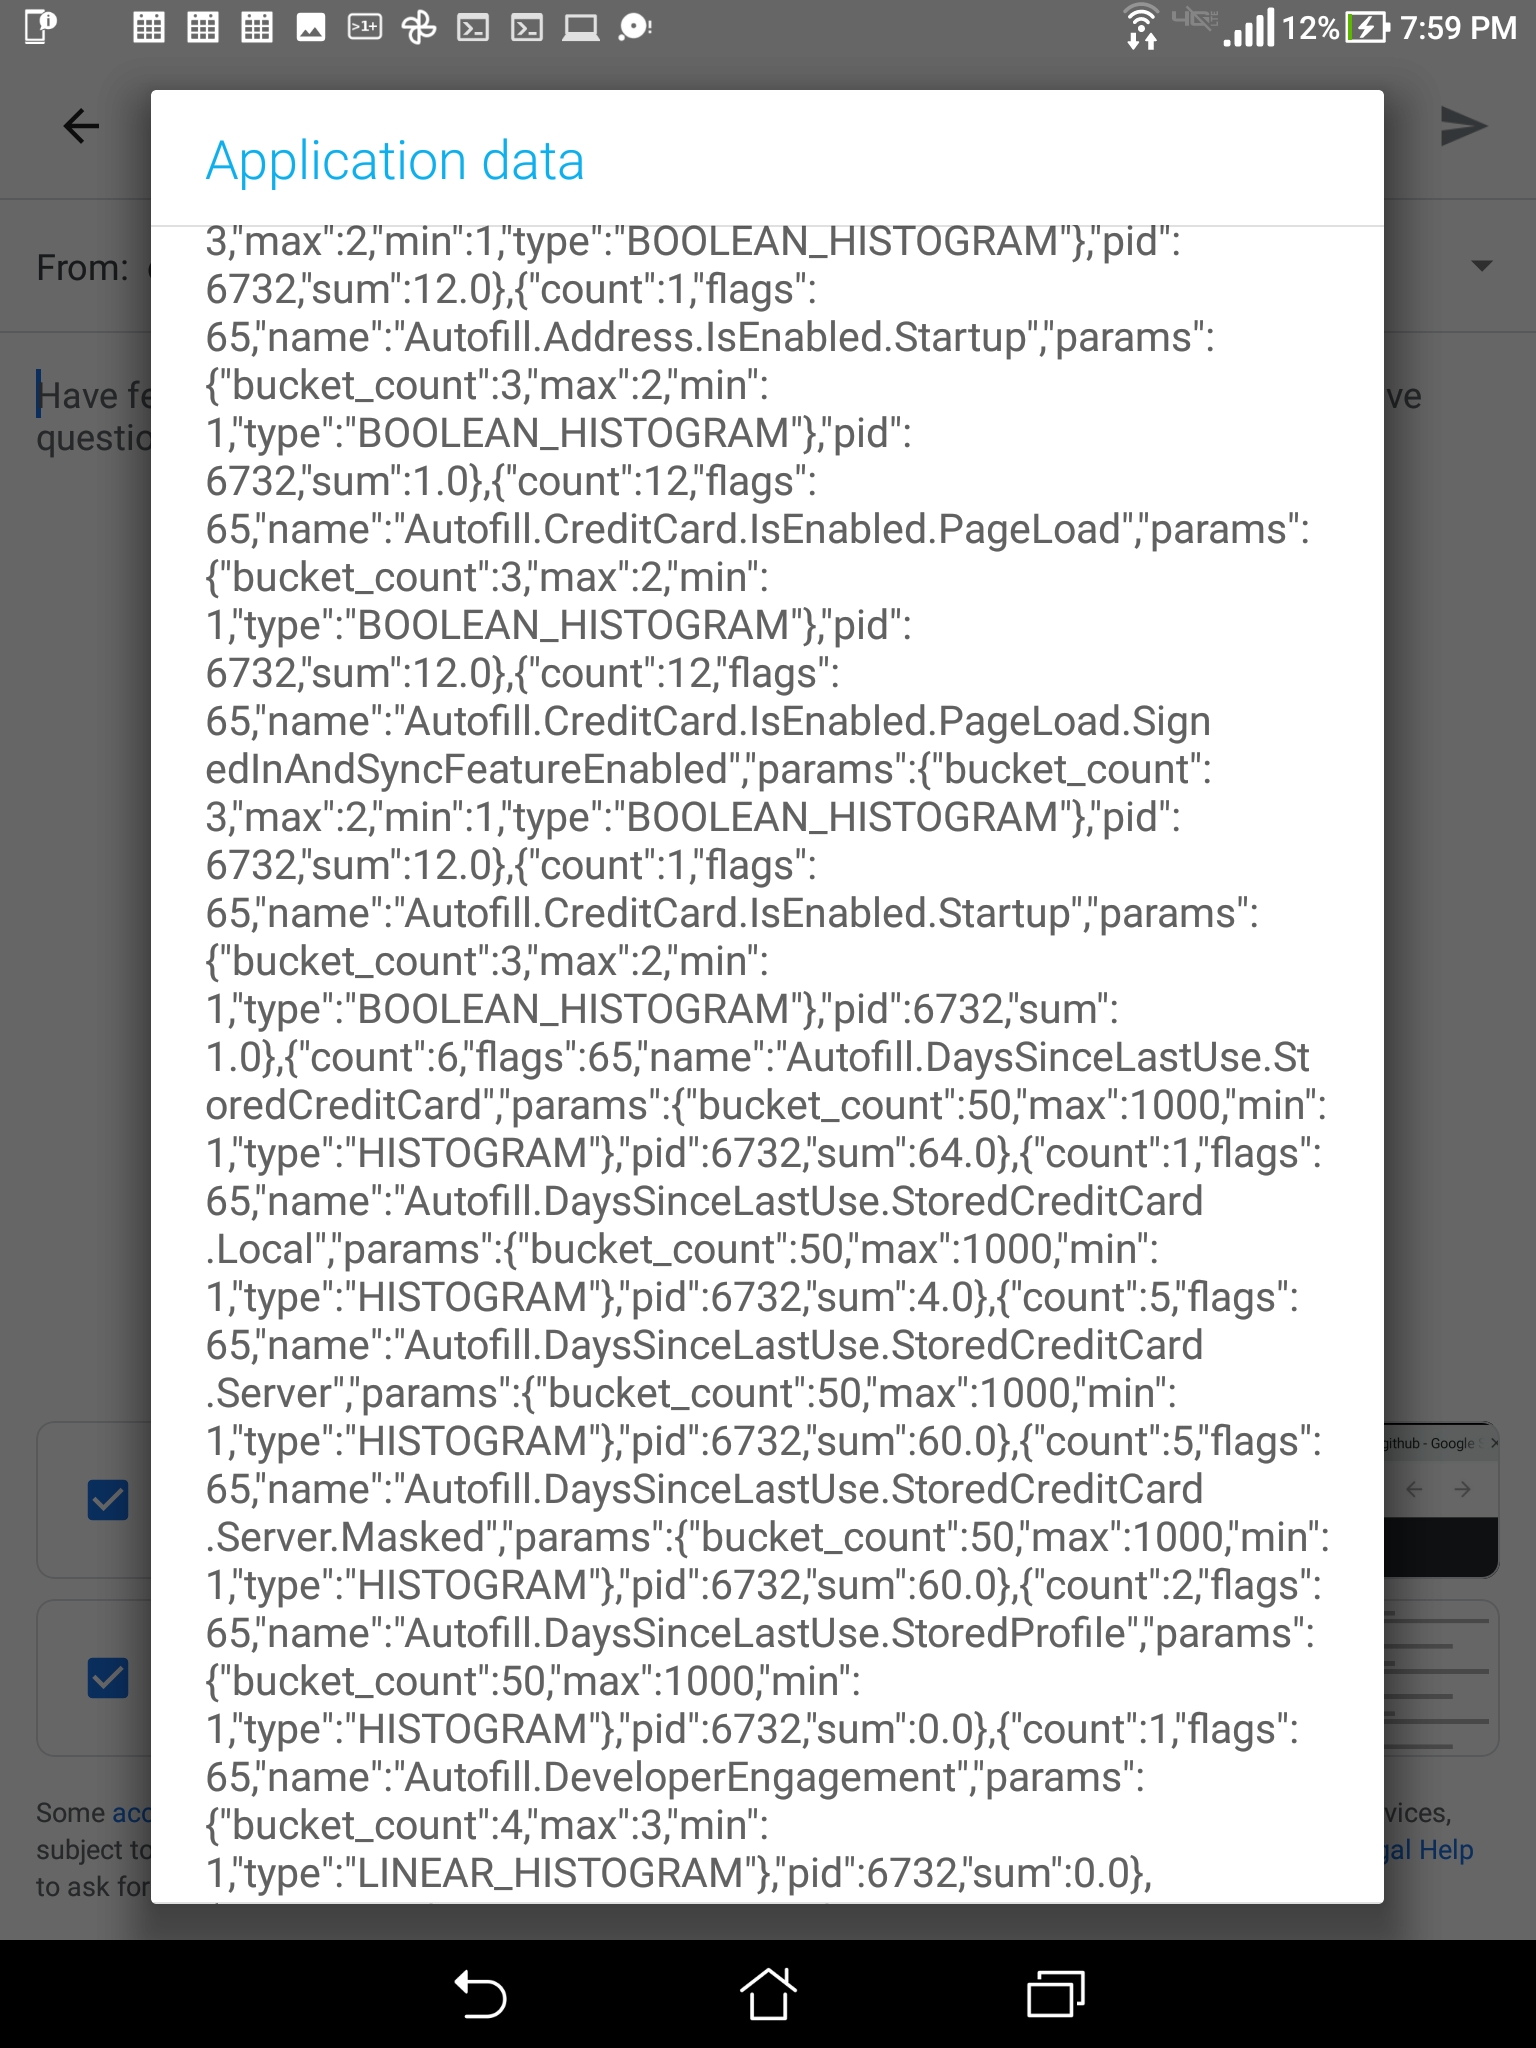 12% 7:59 PM
Application data
From:
Have fe
ve
questio
3,"max":2,"min":1,"type":"BOOLEAN_HISTOGRAM"},"pid":
6732,"sum":12.0},{"count":1,"flags":
65,"name":"Autofill.Address.IsEnabled.Startup","params":
{"bucket_count":3,"max":2,"min":
1,"type":"BOOLEAN_HISTOGRAM"},"pid":
6732,"sum":1.0},{"count":12,"flags":
65,"name":"Autofill.CreditCard.IsEnabled.PageLoad","params":
{"bucket_count":3,"max":2,"min":
1,"type":"BOOLEAN_HISTOGRAM"},"pid":
6732,"sum":12.0},{"count":12,"flags":
65,"name":"Autofill.CreditCard.IsEnabled.PageLoad.Sign
edInAndSyncFeatureEnabled","params":{"bucket_count":
3,"max":2,"min":1,"type":"BOOLEAN_HISTOGRAM"},"pid":
6732,"sum":12.0},{"count":1,"flags":
65,"name":"Autofill.CreditCard.IsEnabled.Startup","params":
{"bucket_count":3,"max":2,"min":
1,"type":"BOOLEAN_HISTOGRAM"},"pid":6732,"sum":
1.0},{"count":6,"flags":65,"name":"Autofill.DaysSinceLastUse.St
oredCreditCard","params":{"bucket_count":50,"max":1000,"min":
1,"type":"HISTOGRAM"},"pid":6732,"sum":64.0},{"count":1,"flags":
65,"name":"Autofill.DaysSinceLastUse.StoredCreditCard
.Local","params":{"bucket_count":50,"max":1000,"min":
1,"type":"HISTOGRAM"},"pid":6732,"sum":4.0},{"count":5,"flags":
65,"name":"Autofill.DaysSinceLastUse.StoredCreditCard
.Server","params":{"bucket_count":50,"max":1000,"min":
1,"type":"HISTOGRAM"},"pid":6732,"sum":60.0},{"count":5,"flags":
65,"name":"Autofill.DaysSinceLastUse.StoredCreditCard
.Server.Masked","params":{"bucket_count":50,"max":1000,"min":
1,"type":"HISTOGRAM"},"pid":6732,"sum":60.0},{"count":2,"flags":
65,"name":"Autofill.DaysSinceLastUse.StoredProfile","params":
{"bucket_count":50,"max":1000,"min":
1,"type":"HISTOGRAM"},"pid":6732,"sum":0.0},{"count":1,"flags":
65,"name":"Autofill.DeveloperEngagement","params":
{"bucket_count":4,"max":3,"min":
1,"type":"LINEAR_HISTOGRAM"},"pid":6732,"sum":0.0},
github - Google
Some acc
vices,
subject to
gal Help
to ask for